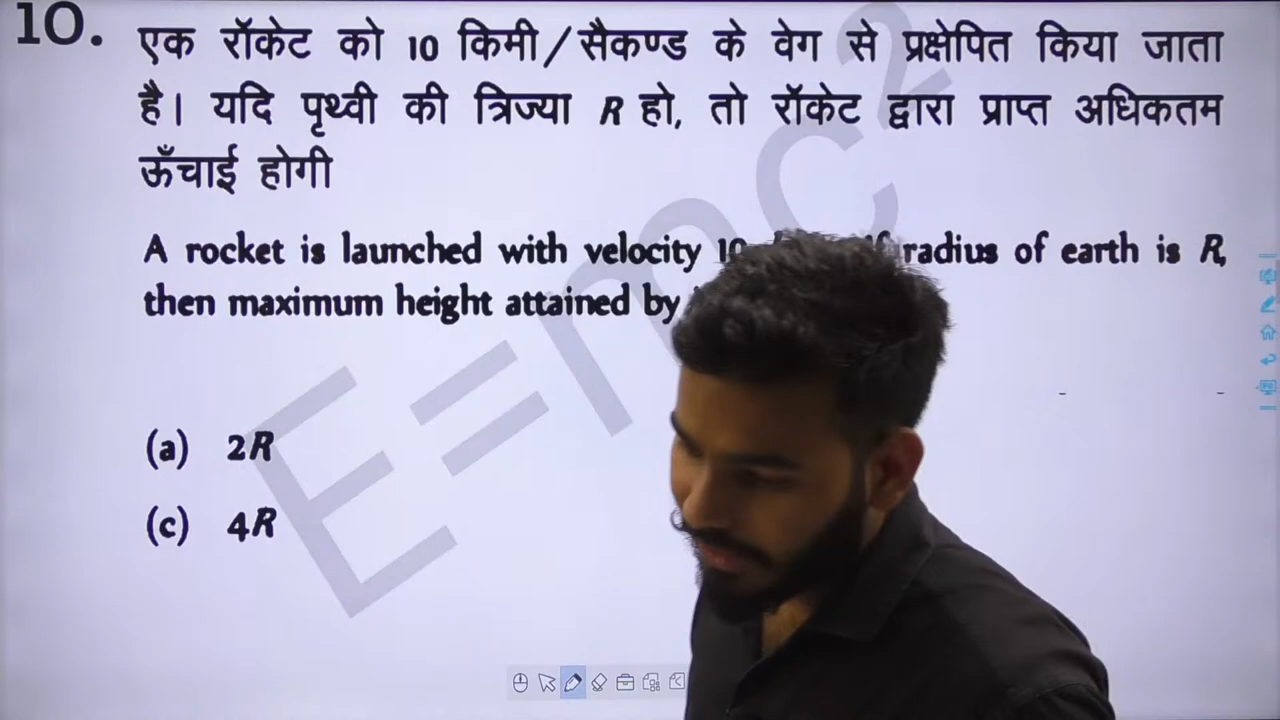 10.
एक रॉकेट को 10 किमी/सैकण्ड के वेग से प्रक्षेपित किया जाता
है। यदि पृथ्वी की त्रिज्या R हो, तो रॉकेट द्वारा प्राप्त अधिकतम
ऊँचाई होगी
A rocket is launched with velocity 10 radius of earth is R,
then maximum height attained by
(a) 2R
(c) 4R
E=mc²